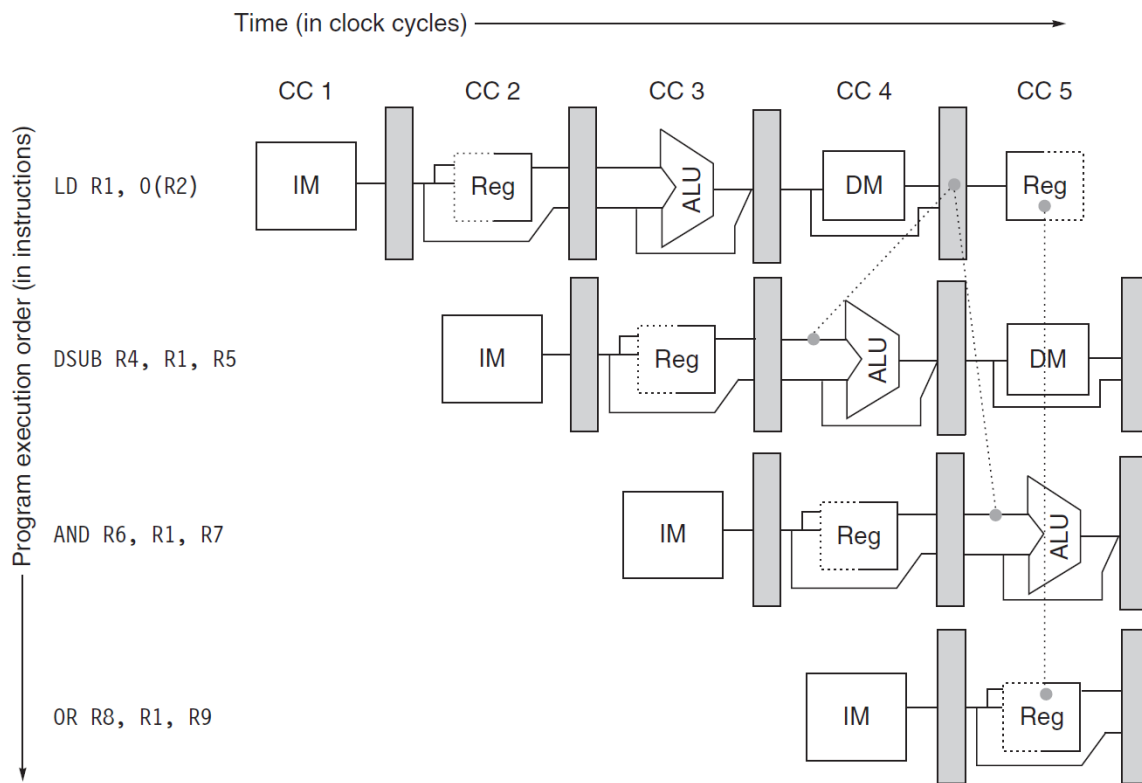 Time (in clock cycles)
CC 1 CC 2 CC 3 CC 4 CC 5
Program execution order (in instructions)
LD R1, 0(R2) IM Reg ALU DM Reg
DSUB R4, R1, R5 IM Reg ALU DM
AND R6, R1, R7 IM Reg ALU
OR R8, R1, R9 IM Reg